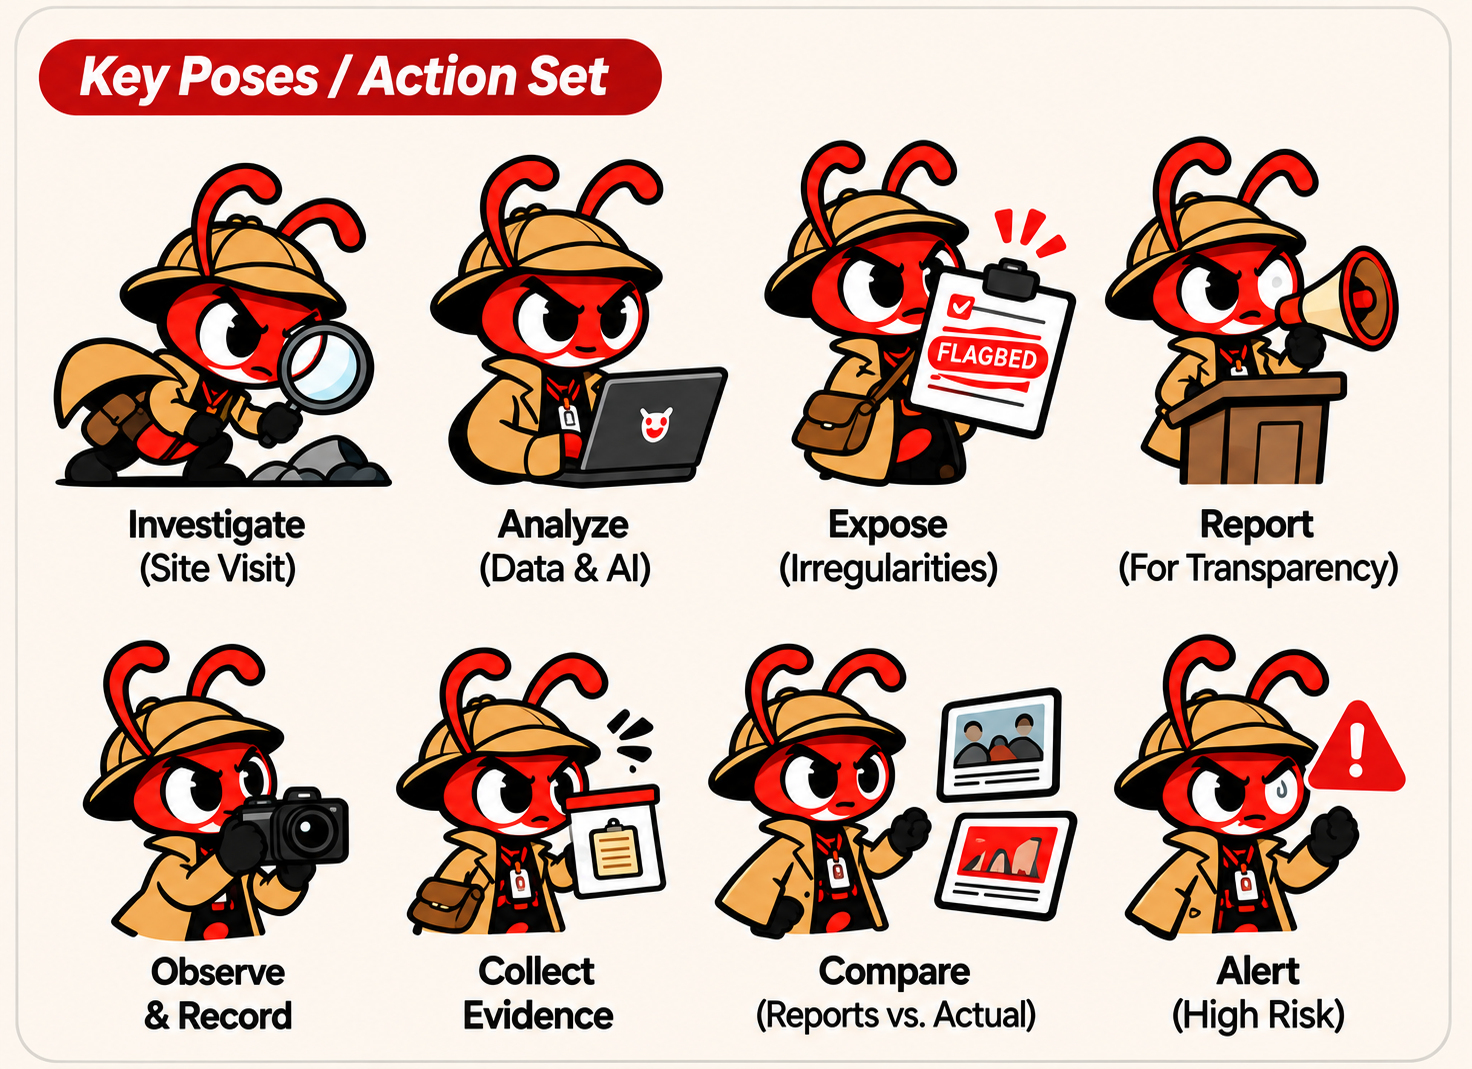 Key Poses / Action Set
FLAGBED
Investigate
(Site Visit)
Analyze
(Data & AI)
Expose
(Irregularities)
Report
(For Transparency)
Observe
& Record
Collect
Evidence
Compare
(Reports vs. Actual)
Alert
(High Risk)